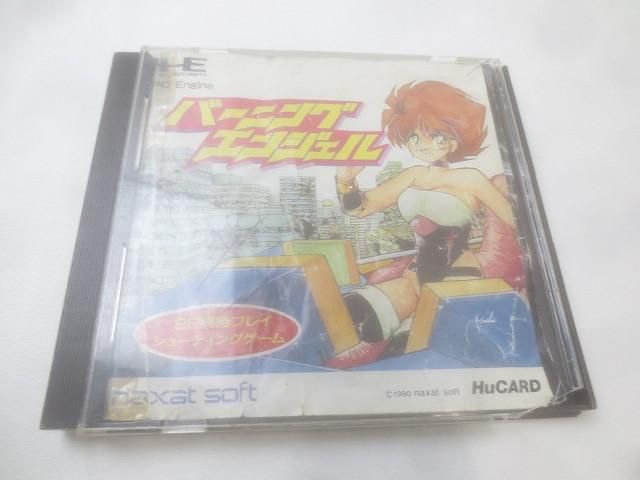 HE
system
PC Engine
バーニング
エンジェル
2P同時プレイ
シューティングゲーム
naxat soft
©1990 naxat soft
HuCARD